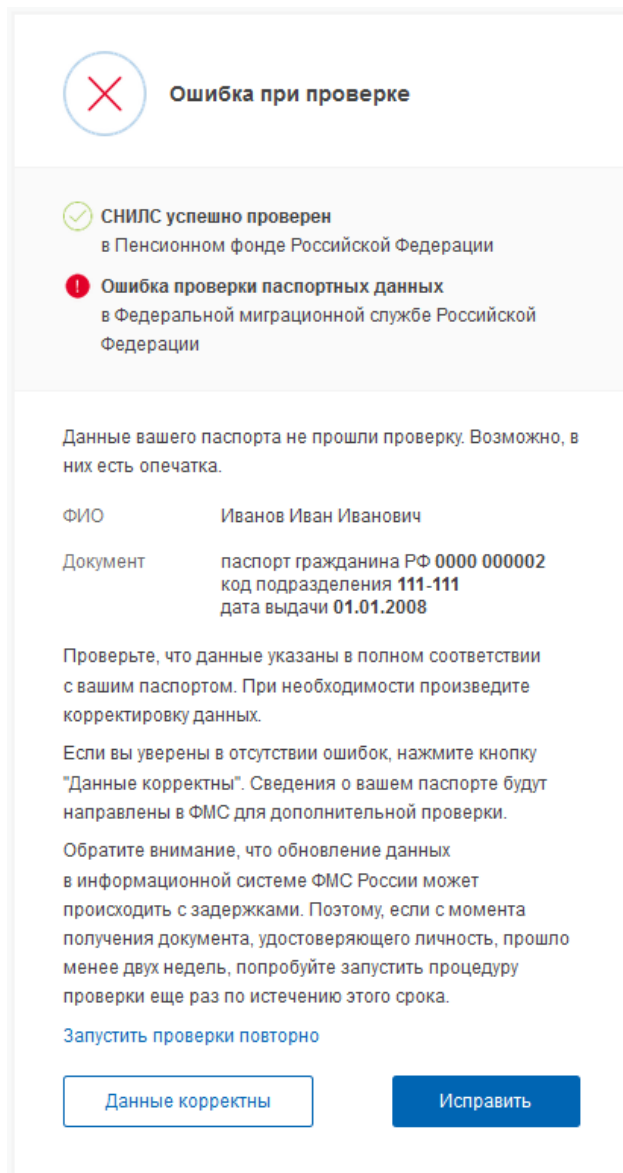 Ошибка при проверке
СНИЛС успешно проверен
в Пенсионном фонде Российской Федерации
Ошибка проверки паспортных данных
в Федеральной миграционной службе Российской
Федерации
Данные вашего паспорта не прошли проверку. Возможно, в
них есть опечатка.
ФИО Иванов Иван Иванович
Документ паспорт гражданина РФ 0000 000002
код подразделения 111-111
дата выдачи 01.01.2008
Проверьте, что данные указаны в полном соответствии
с вашим паспортом. При необходимости произведите
корректировку данных.
Если вы уверены в отсутствии ошибок, нажмите кнопку
"Данные корректны". Сведения о вашем паспорте будут
направлены в ФМС для дополнительной проверки.
Обратите внимание, что обновление данных
в информационной системе ФМС России может
происходить с задержками. Поэтому, если с момента
получения документа, удостоверяющего личность, прошло
менее двух недель, попробуйте запустить процедуру
проверки еще раз по истечению этого срока.
Запустить проверки повторно
Данные корректны Исправить